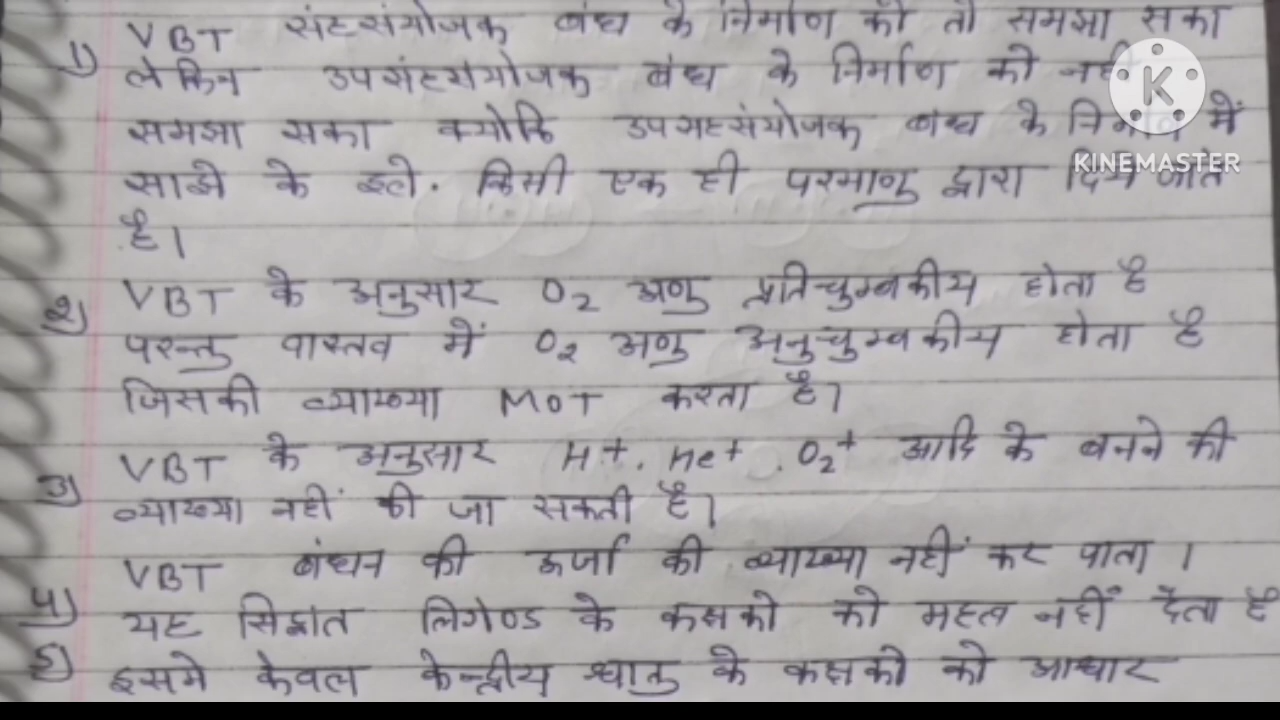 1) VBT संहसंयोजक बंध के निर्माण को तो समझा सका
लेकिन उपसंहसंयोजक बंध के निर्माण को नहीं
समझा सका क्योकि उपसहसंयोजक बंध के निर्माण में
साझे के इले. किसी एक ही परमाणु द्वारा दिये जाते
है।
2) VBT के अनुसार O2 अणु प्रतिचुम्बकीय होता है
परन्तु वास्तव में O2 अणु अनुचुम्बकीय होता है
जिसकी व्याख्या MOT करता है।
3) VBT के अनुसार H+. He+ . O2+ आदि के बनने की
व्याख्या नहीं की जा सकती है।
4) VBT बंधन की ऊर्जा की व्याख्या नहीं कर पाता ।
5) यह सिद्धांत लिगेण्ड के कक्षको को महत्व नहीं देता है
इसमे केवल केन्द्रीय धातु के कक्षको को आधार
K
KINEMASTER